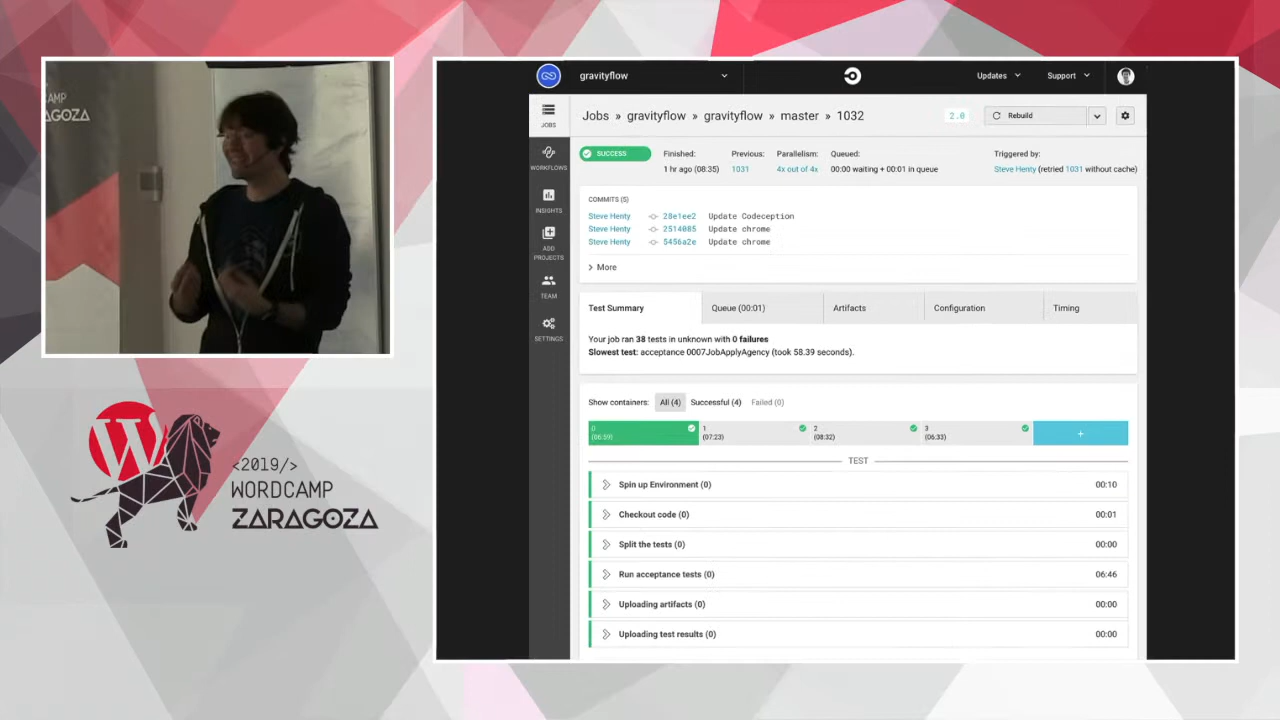 CAMP
AGOZA
W
<2019/>
WORDCAMP
ZARAGOZA
gravityflow
Updates
Support
JOBS
WORKFLOWS
INSIGHTS
ADD
PROJECTS
TEAM
SETTINGS
Jobs » gravityflow » gravityflow » master » 1032
2.0
Rebuild
SUCCESS
Finished:
1 hr ago (08:35)
Previous:
1031
Parallelism:
4x out of 4x
Queued:
00:00 waiting + 00:01 in queue
Triggered by:
Steve Henty (retried 1031 without cache)
COMMITS (5)
Steve Henty 28e1ee2 Update Codeception
Steve Henty 2514085 Update chrome
Steve Henty 5456a2e Update chrome
More
Test Summary
Queue (00:01)
Artifacts
Configuration
Timing
Your job ran 38 tests in unknown with 0 failures
Slowest test: acceptance 0007JobApplyAgency (took 58.39 seconds).
Show containers: All (4) Successful (4) Failed (0)
0
(06:59)
1
(07:23)
2
(08:32)
3
(06:33)
+
TEST
Spin up Environment (0) 00:10
Checkout code (0) 00:01
Split the tests (0) 00:00
Run acceptance tests (0) 06:46
Uploading artifacts (0) 00:00
Uploading test results (0) 00:00